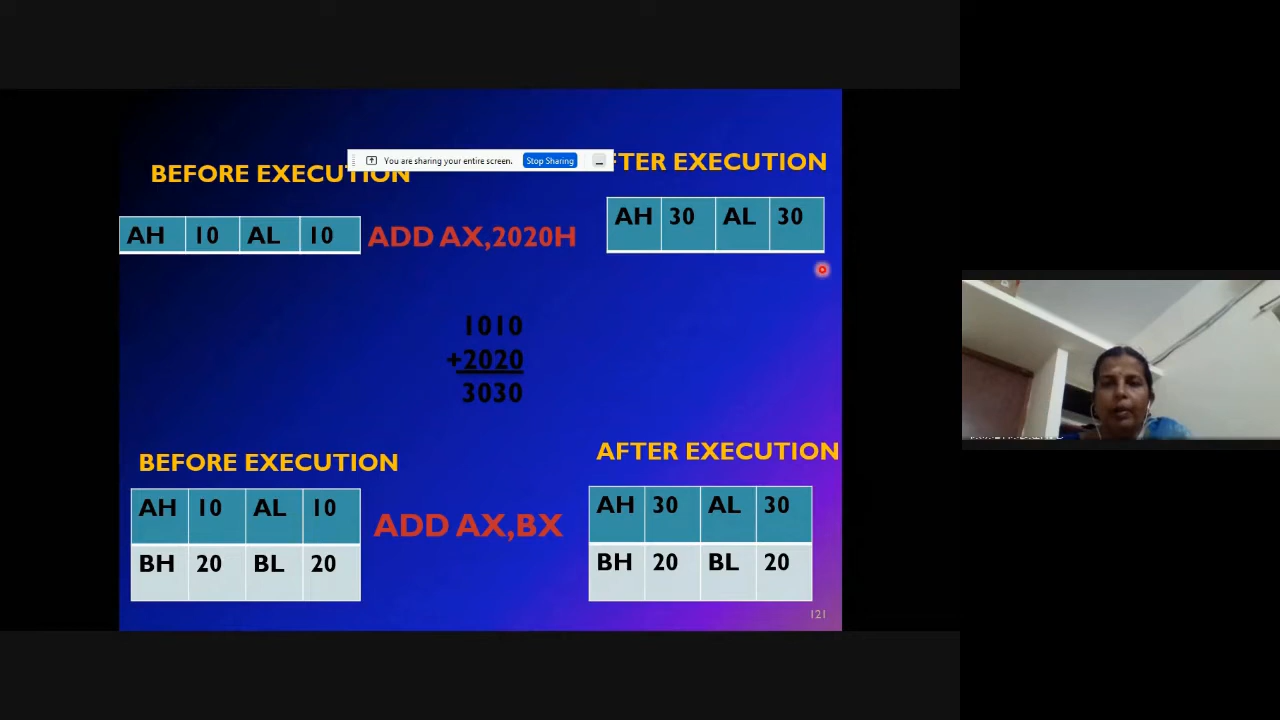 You are sharing your entire screen. Stop Sharing
BEFORE EXECUTION
TER EXECUTION
AH 10 AL 10
ADD AX,2020H
AH 30 AL 30
1010
+2020
3030
BEFORE EXECUTION
AFTER EXECUTION
AH 10 AL 10
BH 20 BL 20
ADD AX,BX
AH 30 AL 30
BH 20 BL 20
121